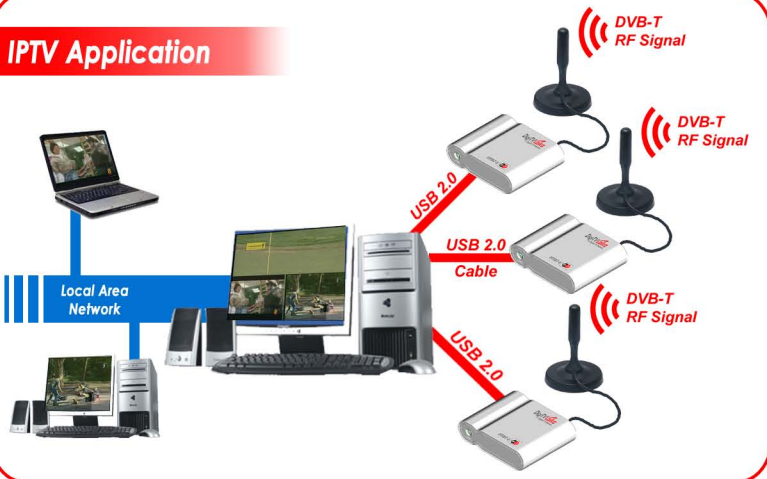 IPTV Application
DVB-T
RF Signal
DVB-T
RF Signal
USB 2.0
USB 2.0
Cable
Local Area
Network
DVB-T
RF Signal
USB 2.0